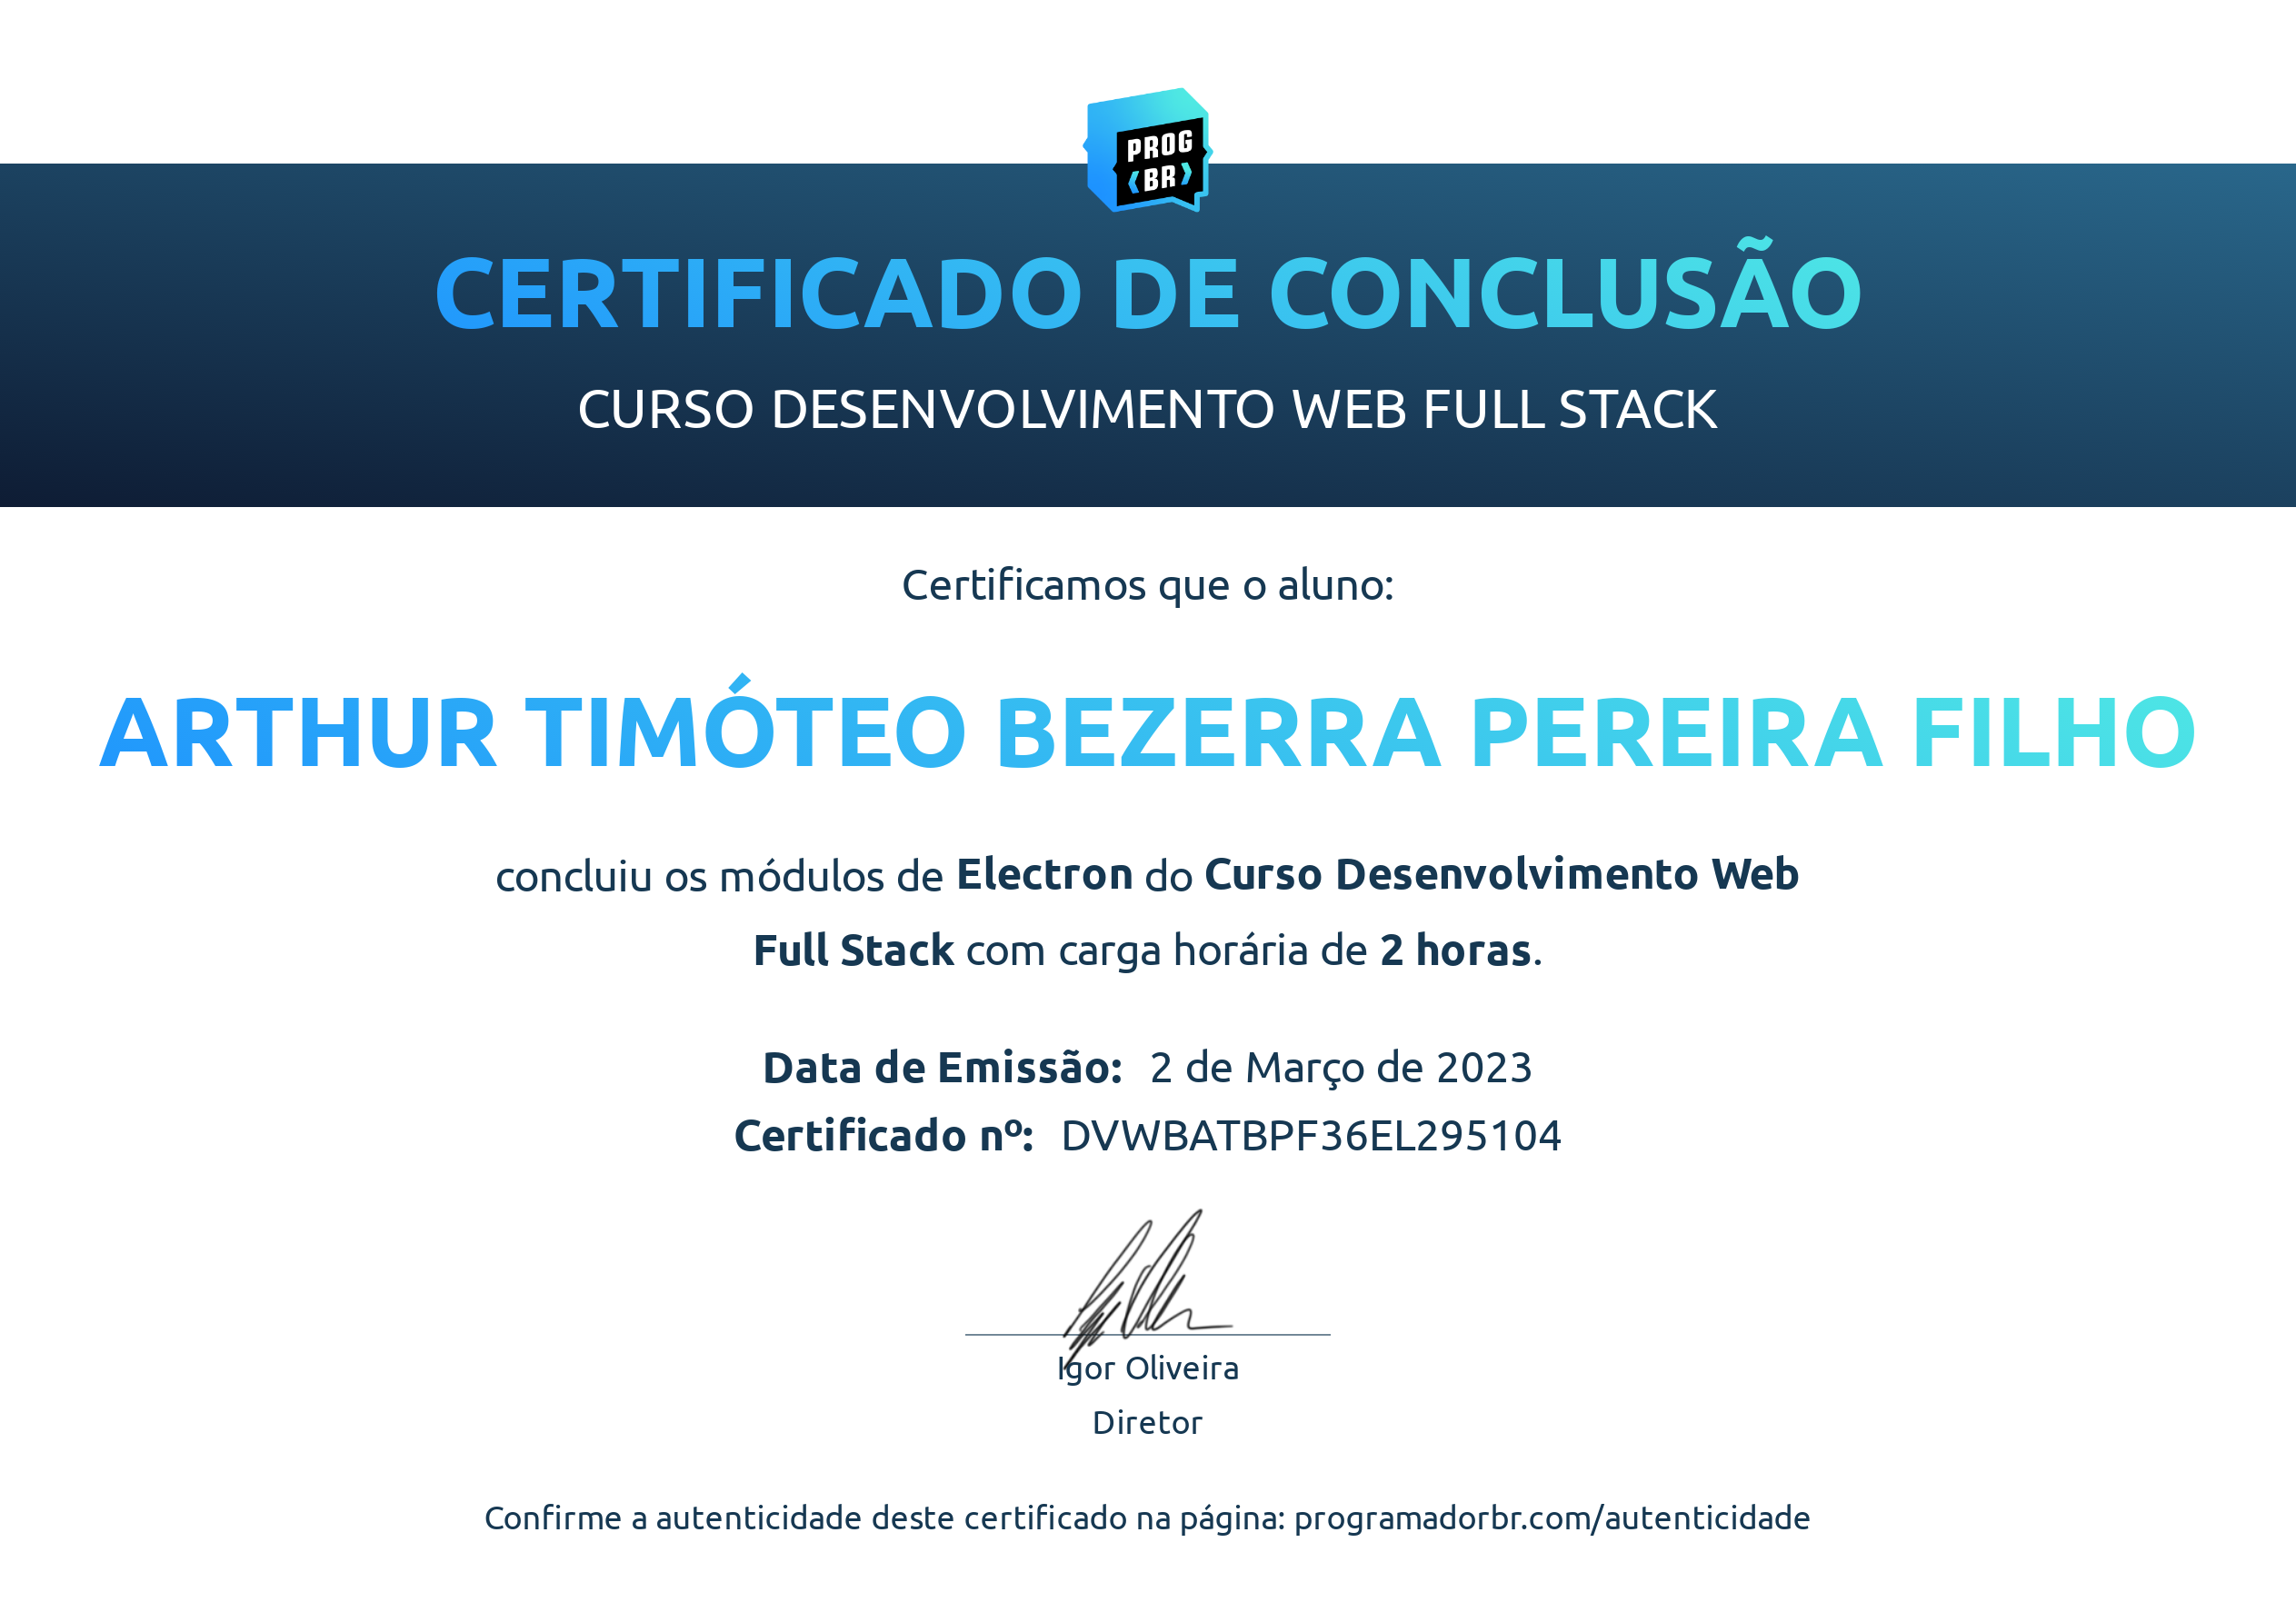 PROG
BR
CERTIFICADO DE CONCLUSÃO
CURSO DESENVOLVIMENTO WEB FULL STACK
Certificamos que o aluno:
ARTHUR TIMÓTEO BEZERRA PEREIRA FILHO
concluiu os módulos de Electron do Curso Desenvolvimento Web
Full Stack com carga horária de 2 horas.
Data de Emissão: 2 de Março de 2023
Certificado nº: DVWBATBPF36EL295104
Igor Oliveira
Diretor
Confirme a autenticidade deste certificado na página: programadorbr.com/autenticidade